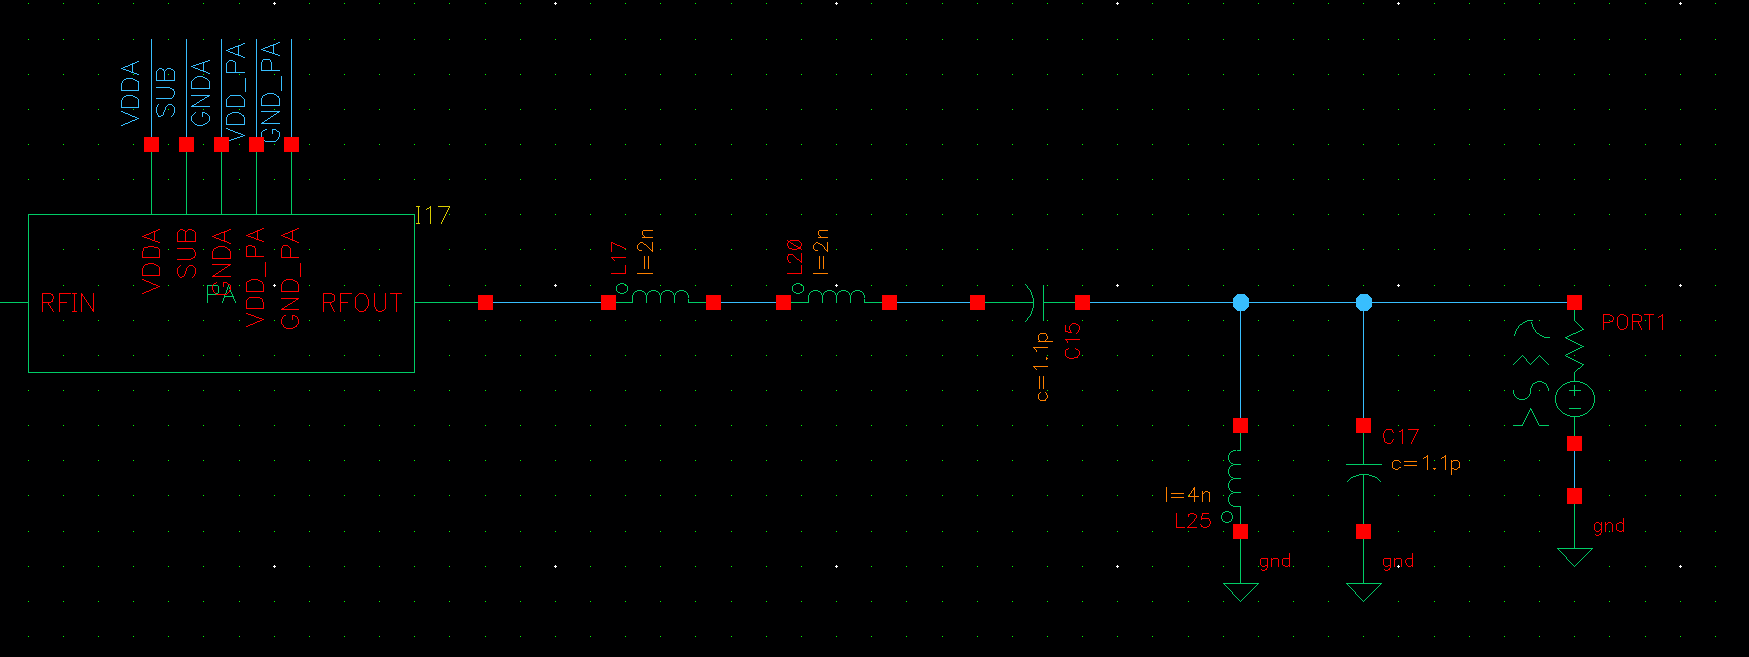 VDDA
SUB
GNDA
VDD_PA
GND_PA
I17
VDDA
SUB
GNDA
VDD_PA
GND_PA
RFIN
PA
RFOUT
L17
l=2n
L20
l=2n
c=1.1p
C15
PORT1
l=4n
L25
gnd
C17
c=1.1p
gnd
gnd